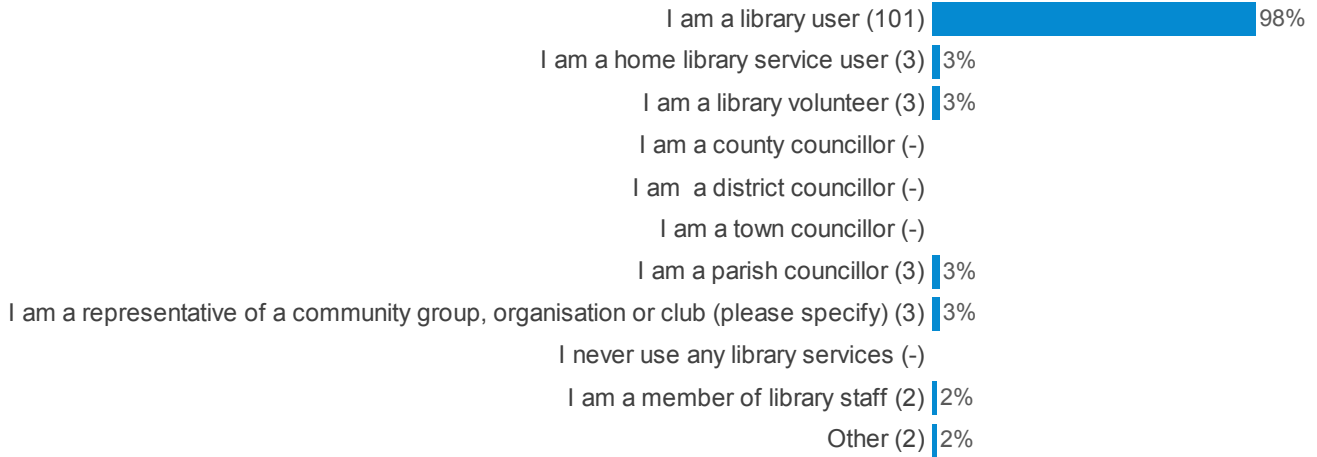 I am a library user (101) 98%
I am a home library service user (3) 3%
I am a library volunteer (3) 3%
I am a county councillor (-)
I am  a district councillor (-)
I am a town councillor (-)
I am a parish councillor (3) 3%
I am a representative of a community group, organisation or club (please specify) (3) 3%
I never use any library services (-)
I am a member of library staff (2) 2%
Other (2) 2%